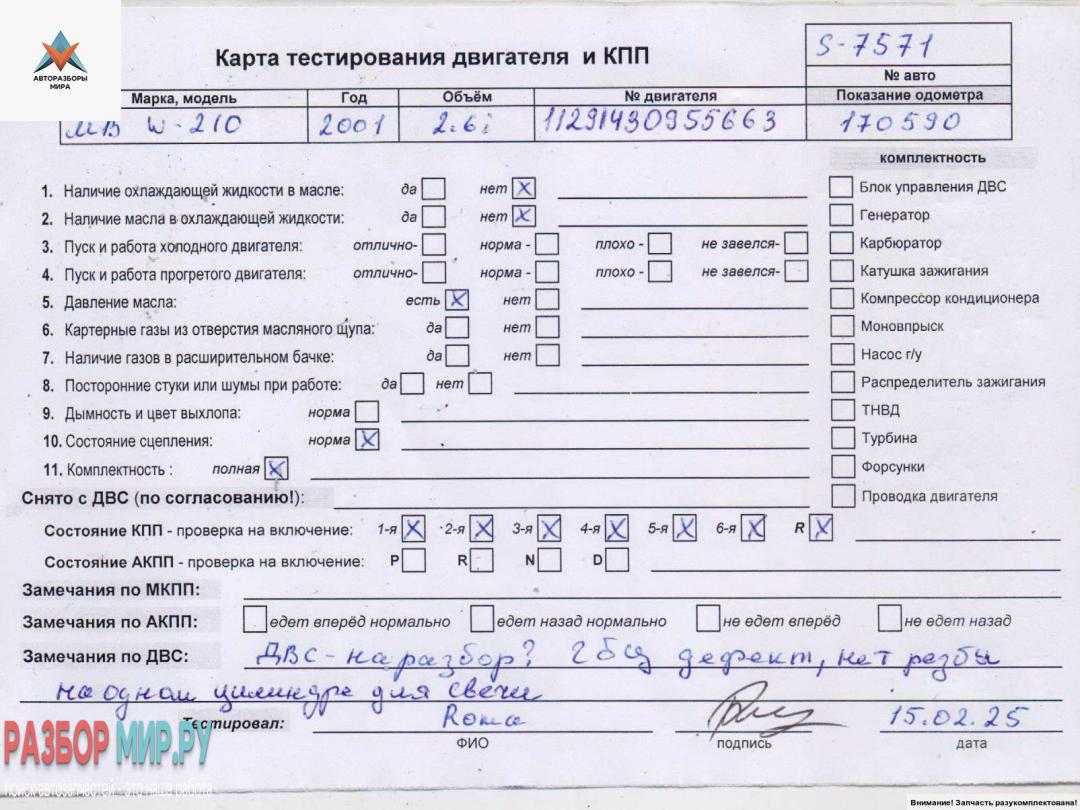 АВТОРАЗБОРЫ
МИРА
Карта тестирования двигателя и КПП
S-7571
№ авто
Марка, модель Год Объём № двигателя Показание одометра
МВ W-210 2001 2.6i 11291430955663 170590
комплектность
1. Наличие охлаждающей жидкости в масле: да нет X
Блок управления ДВС
2. Наличие масла в охлаждающей жидкости: да нет X
Генератор
3. Пуск и работа холодного двигателя: отлично- норма - плохо - не завелся-
Карбюратор
4. Пуск и работа прогретого двигателя: отлично- норма - плохо - не завелся-
Катушка зажигания
5. Давление масла: есть X нет
Компрессор кондиционера
6. Картерные газы из отверстия масляного щупа: да нет
Моновпрыск
7. Наличие газов в расширительном бачке: да нет
Насос г/у
8. Посторонние стуки или шумы при работе: да нет
Распределитель зажигания
9. Дымность и цвет выхлопа: норма
ТНВД
10. Состояние сцепления: норма X
Турбина
11. Комплектность : полная X
Форсунки
Снято с ДВС (по согласованию!):
Проводка двигателя
Состояние КПП - проверка на включение: 1-я X 2-я X 3-я X 4-я X 5-я X 6-я X R X
Состояние АКПП - проверка на включение: P R N D
Замечания по МКПП:
Замечания по АКПП: едет вперёд нормально едет назад нормально не едет вперёд не едет назад
Замечания по ДВС: ДВС-на разбор? ГБЦ дефект, нет резбы
на одном цилиндре для свечи
Тестировал: Roma 15.02.25
ФИО подпись дата
РАЗБОР МИР.РУ
поиск автозапчастей - это наша работа
Внимание! Запчасть разукомплектована!